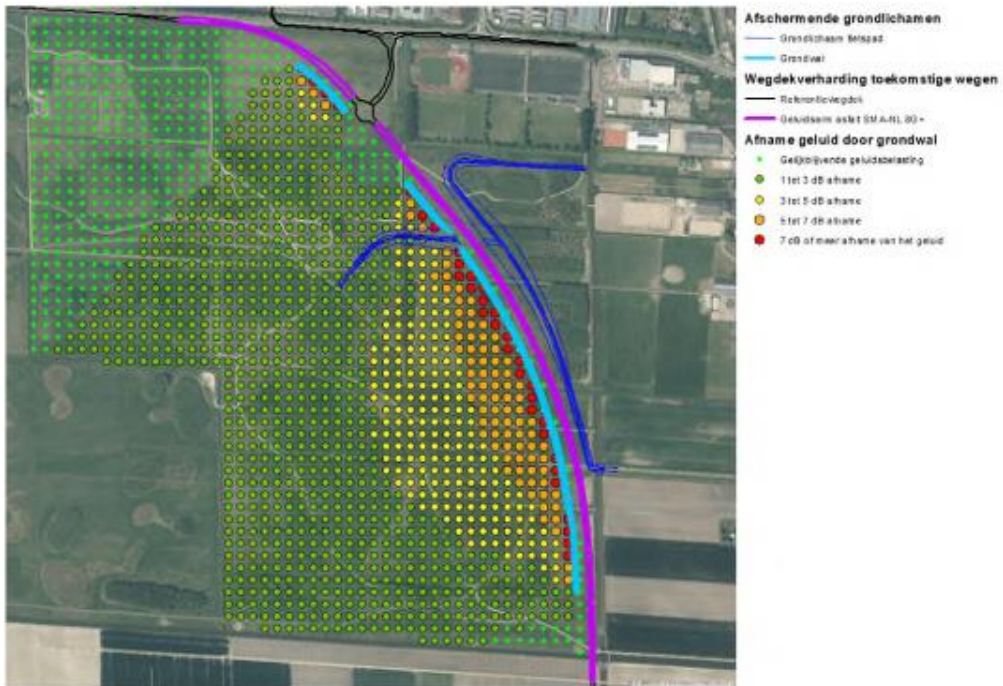 Afschermende grondlichamen
Grondlichaam fietspad
Grondwal
Wegdekverharding toekomstige wegen
Referentiewegdek
Geluidsarm asfalt SMA-NL 8G+
Afname geluid door grondwal
Gelijkblijvende geluidsbelasting
1 tot 3 dB afname
3 tot 5 dB afname
5 tot 7 dB afname
7 dB of meer afname van het geluid